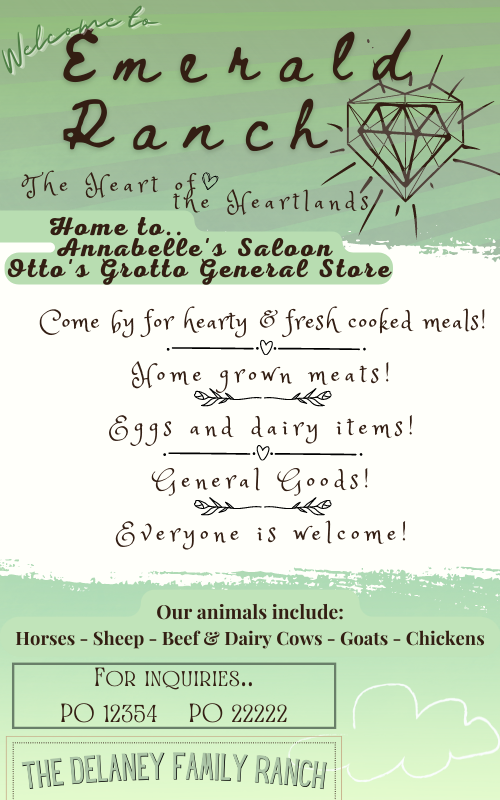 Welcome to
Emerald
Ranch
The Heart of
the Heartlands
Home to..
Annabelle's Saloon
Otto's Grotto General Store
Come by for hearty & fresh cooked meals!
Home grown meats!
Eggs and dairy items!
General Goods!
Everyone is welcome!
Our animals include:
Horses - Sheep - Beef & Dairy Cows - Goats - Chickens
For inquiries..
PO 12354 PO 22222
The Delaney Family Ranch